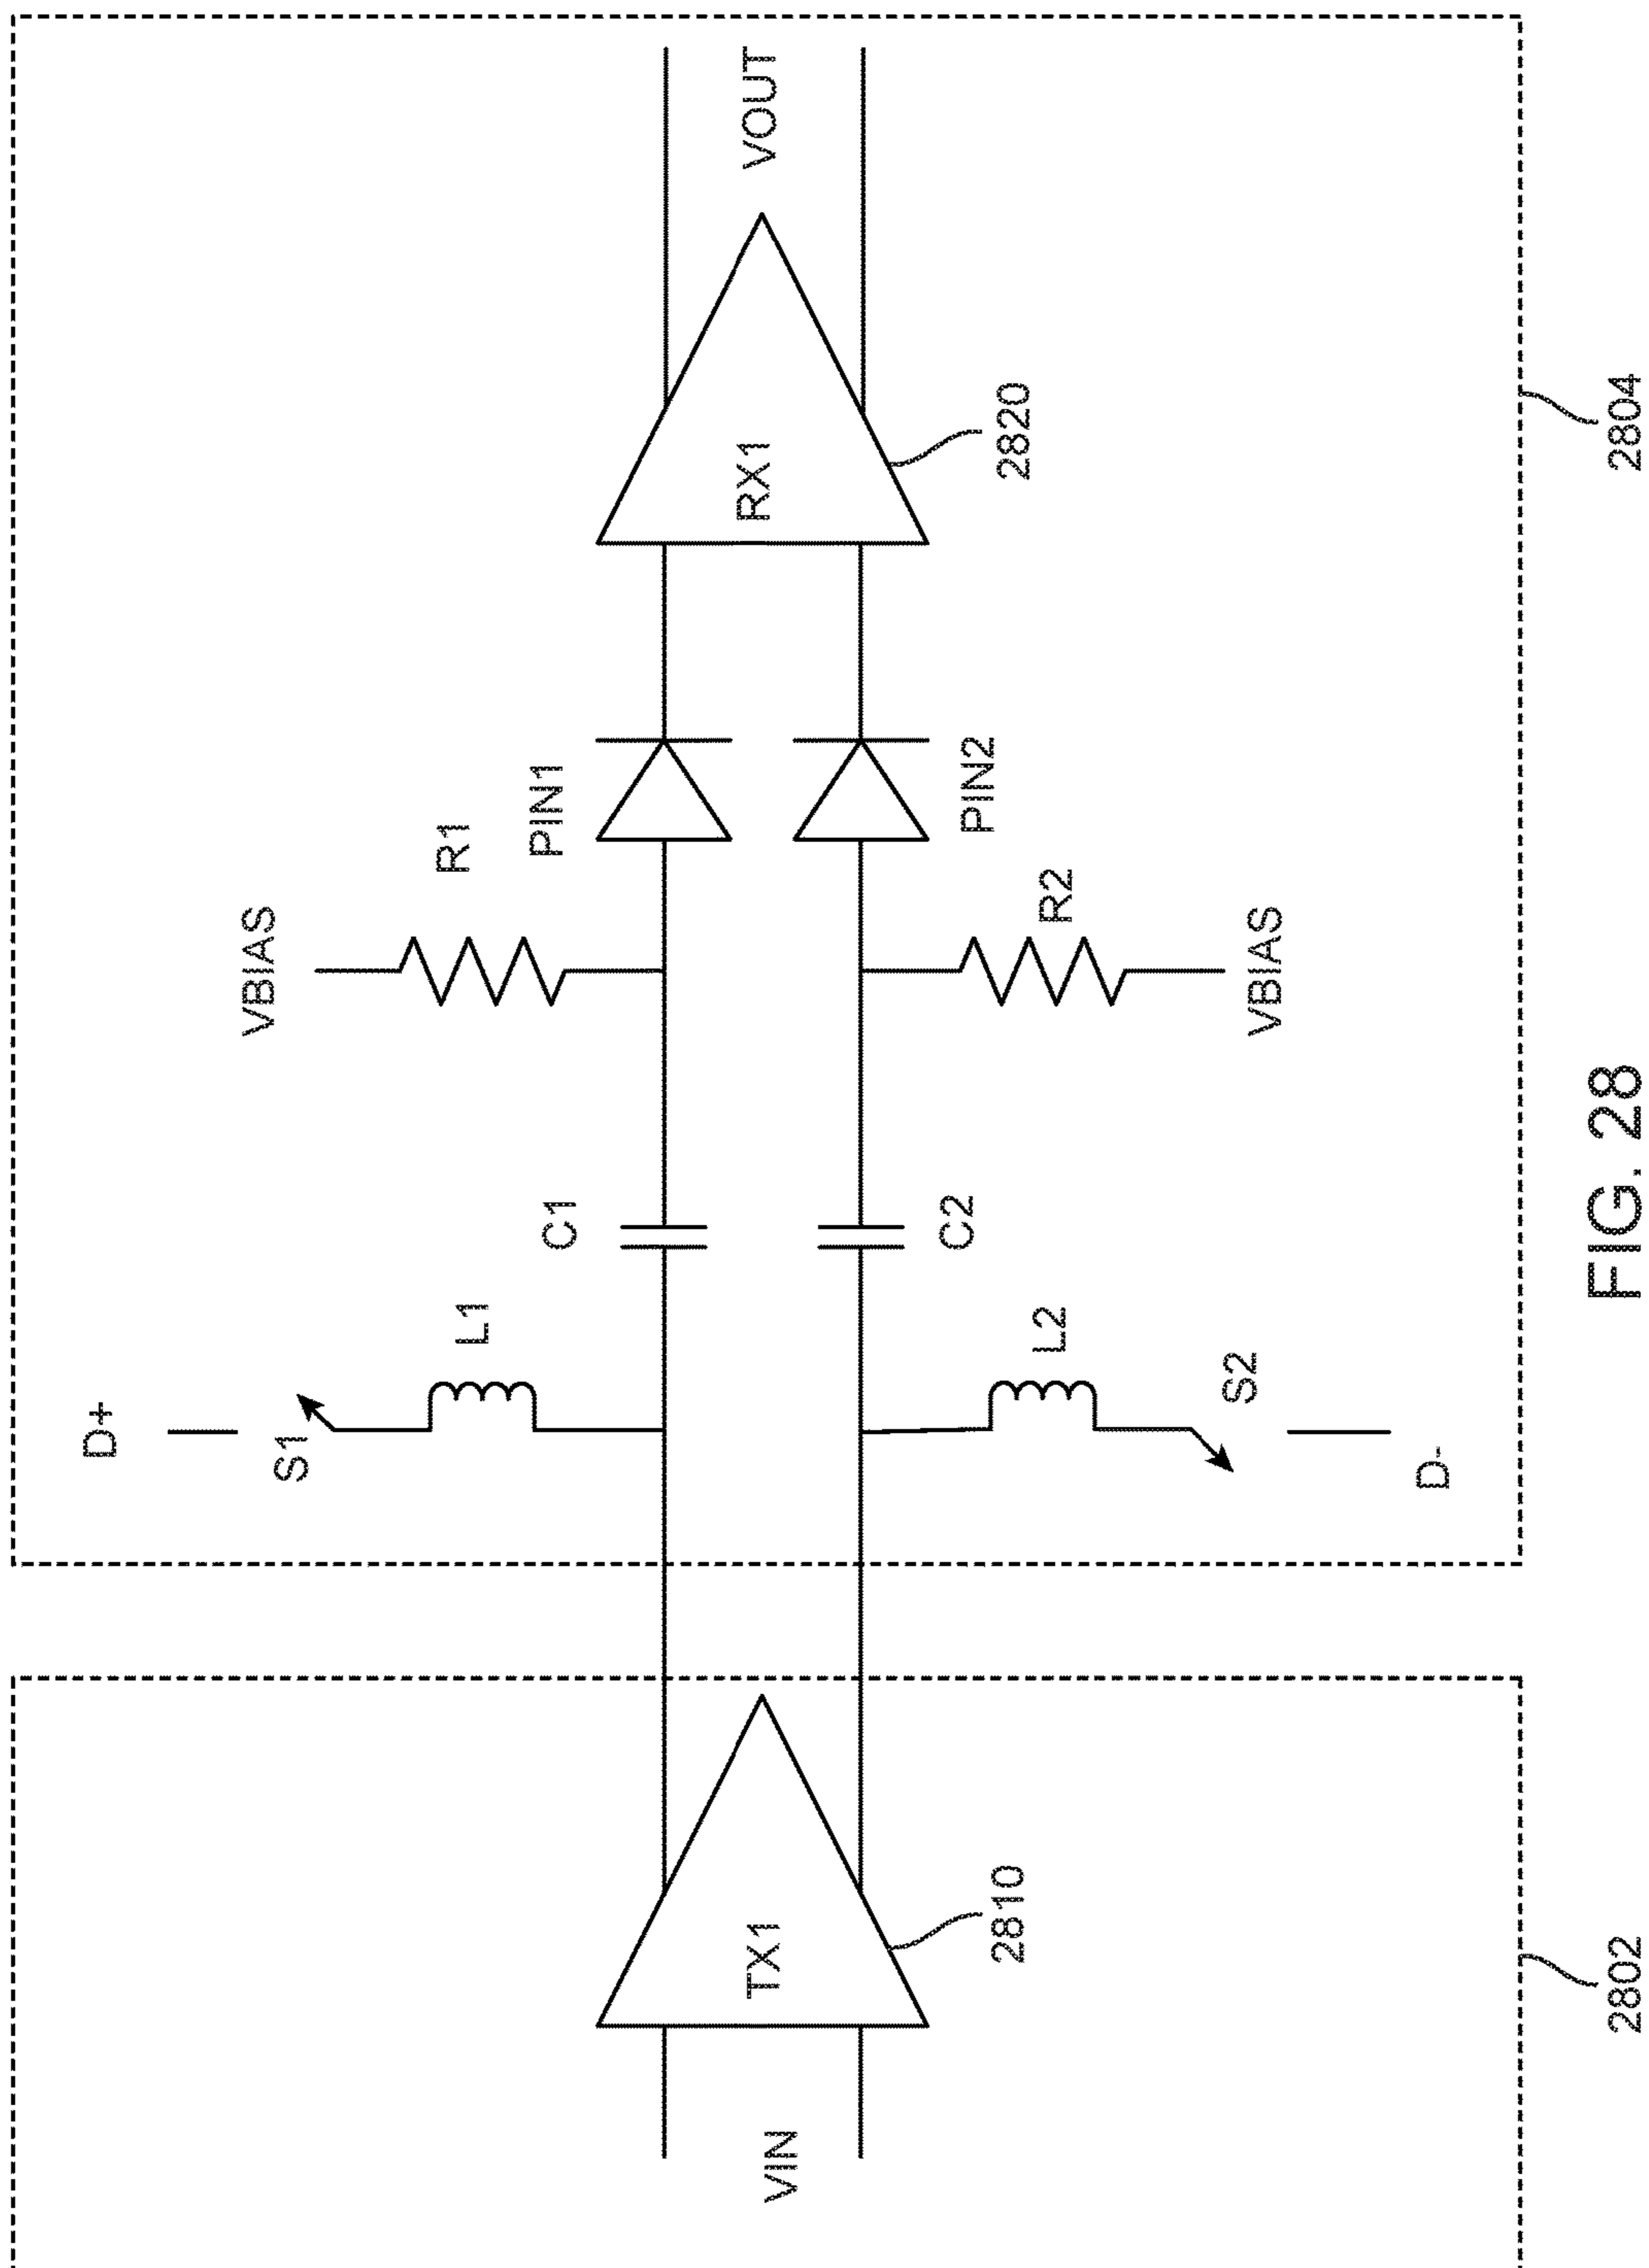 D+
S1
L1
C1
VBIAS
R1
PIN1
VIN
TX1
2810
RX1
2820
VOUT
C2
L2
S2
D-
R2
VBIAS
PIN2
2802
2804
FIG. 28